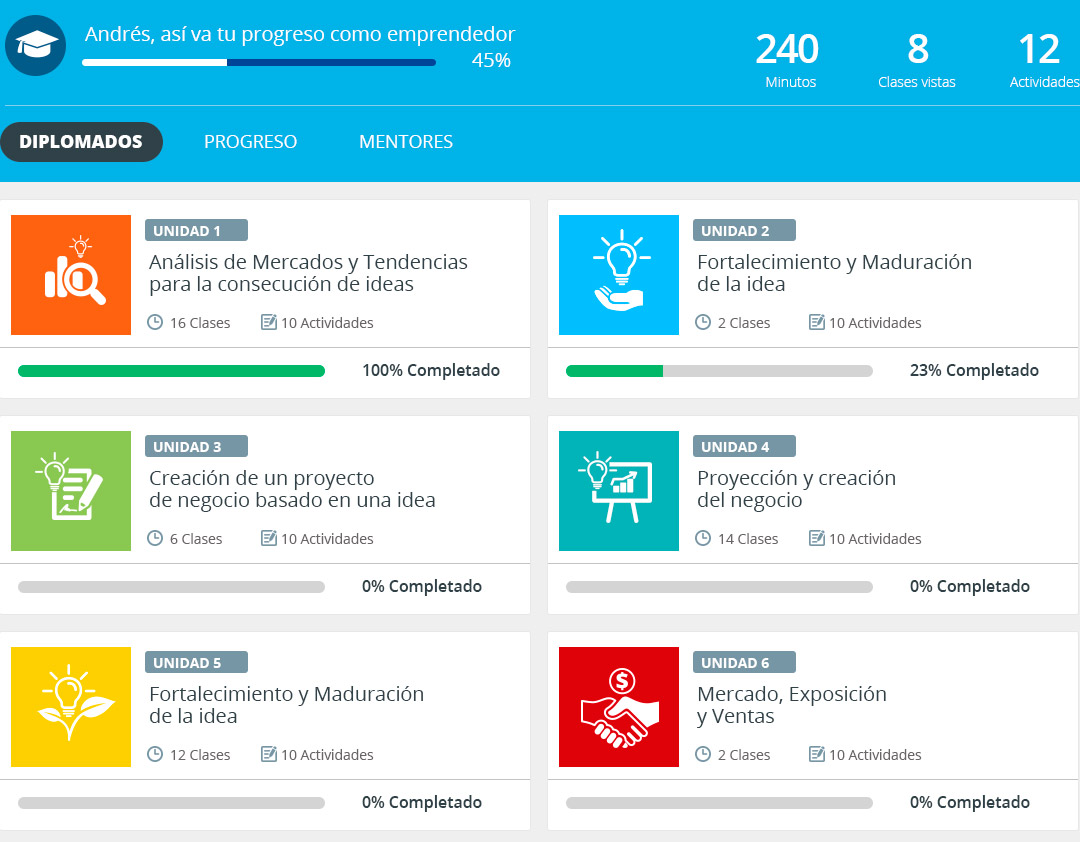 Andrés, así va tu progreso como emprendedor
45%
240
Minutos
8
Clases vistas
12
Actividades
DIPLOMADOS
PROGRESO
MENTORES
UNIDAD 1
Análisis de Mercados y Tendencias
para la consecución de ideas
16 Clases
10 Actividades
100% Completado
UNIDAD 2
Fortalecimiento y Maduración
de la idea
2 Clases
10 Actividades
23% Completado
UNIDAD 3
Creación de un proyecto
de negocio basado en una idea
6 Clases
10 Actividades
0% Completado
UNIDAD 4
Proyección y creación
del negocio
14 Clases
10 Actividades
0% Completado
UNIDAD 5
Fortalecimiento y Maduración
de la idea
12 Clases
10 Actividades
0% Completado
UNIDAD 6
$
Mercado, Exposición
y Ventas
2 Clases
10 Actividades
0% Completado